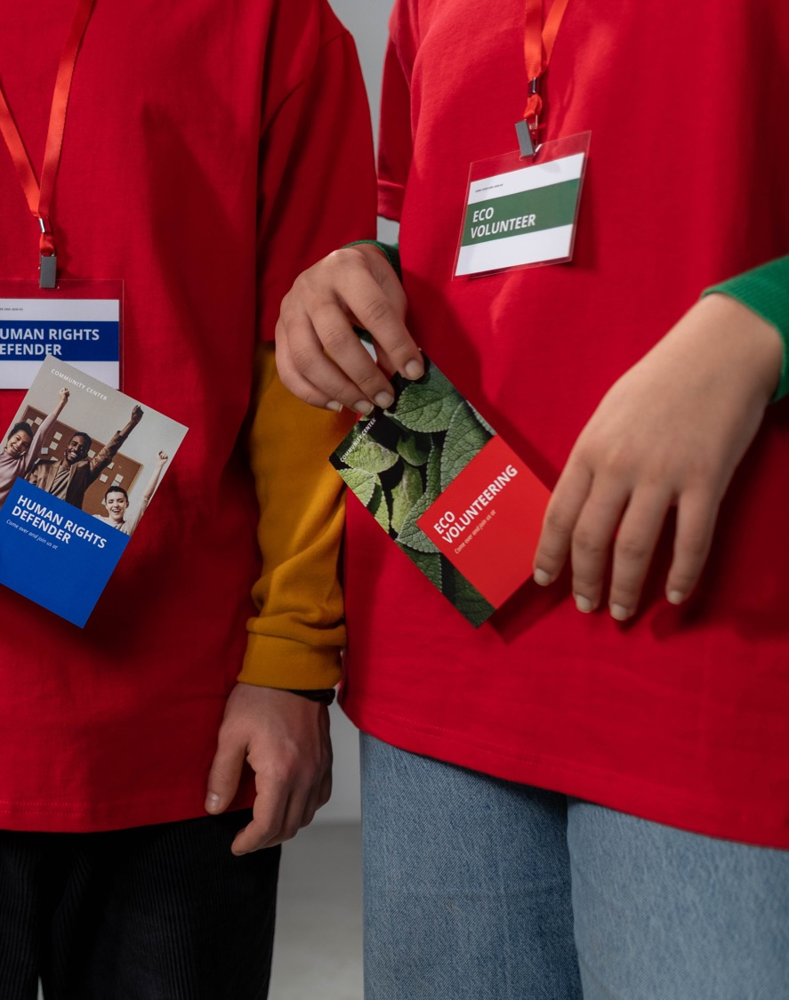 ECO
VOLUNTEER
UMAN RIGHTS
EFENDER
COMMUNITY CENTER
HUMAN RIGHTS
DEFENDER
Come over and join us at
COMMUNITY CENTER
ECO
VOLUNTEERING
Come over and join us at